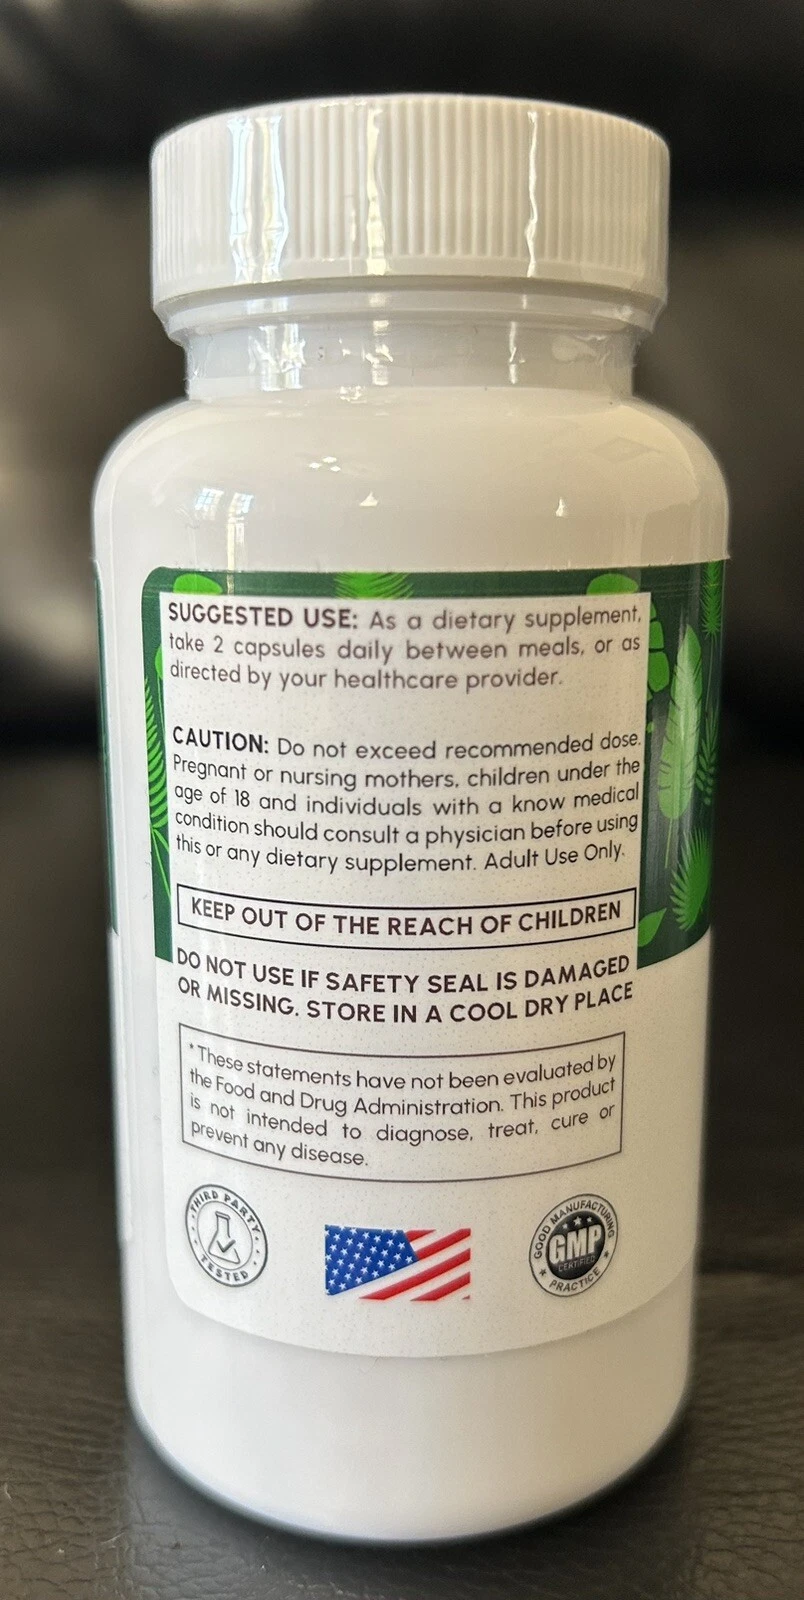 SUGGESTED USE: As a dietary supplement,
take 2 capsules daily between meals, or as
directed by your healthcare provider.
CAUTION: Do not exceed recommended dose.
Pregnant or nursing mothers, children under the
age of 18 and individuals with a know medical
condition should consult a physician before using
this or any dietary supplement. Adult Use Only.
KEEP OUT OF THE REACH OF CHILDREN
DO NOT USE IF SAFETY SEAL IS DAMAGED
OR MISSING. STORE IN A COOL DRY PLACE
*These statements have not been evaluated by
the Food and Drug Administration. This product
is not intended to diagnose, treat, cure or
prevent any disease.
THIRD PARTY
TESTED
GOOD MANUFACTURING
GMP
CERTIFIED
PRACTICE